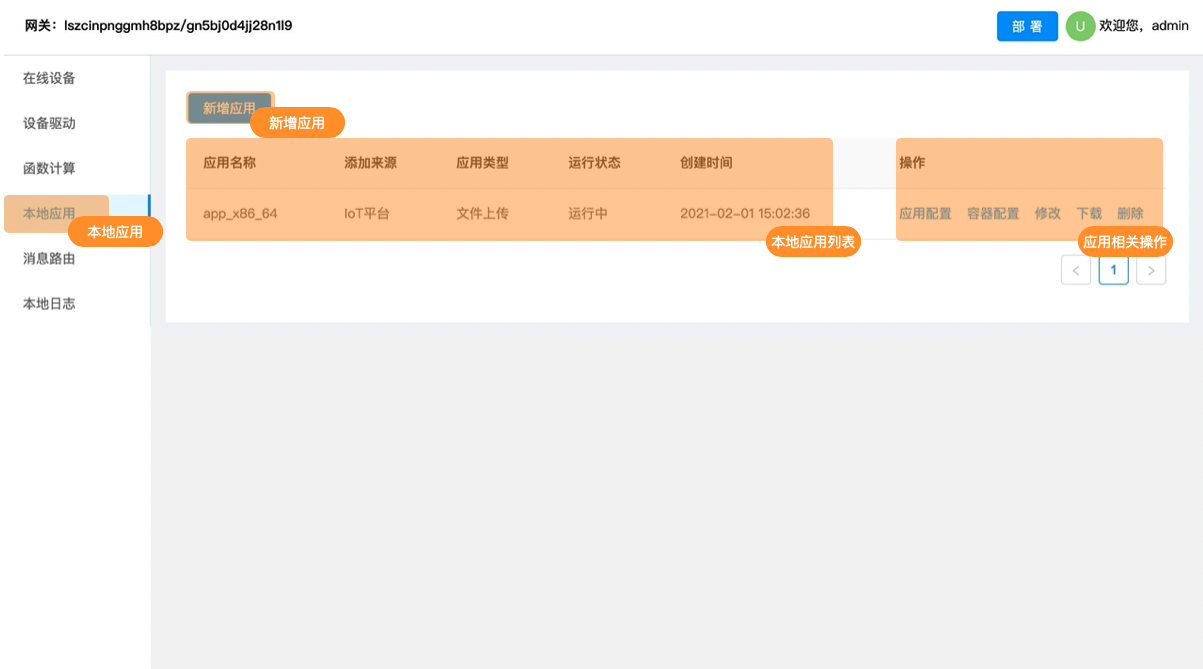 网关：lszcinpnggmh8bpz/gn5bj0d4jj28n1l9
部 署 U 欢迎您，admin
在线设备
设备驱动
函数计算
本地应用
本地应用
消息路由
本地日志
新增应用
新增应用
应用名称 添加来源 应用类型 运行状态 创建时间 操作
app_x86_64 IoT平台 文件上传 运行中 2021-02-01 15:02:36 应用配置 容器配置 修改 下载 删除
本地应用列表 应用相关操作
< 1 >